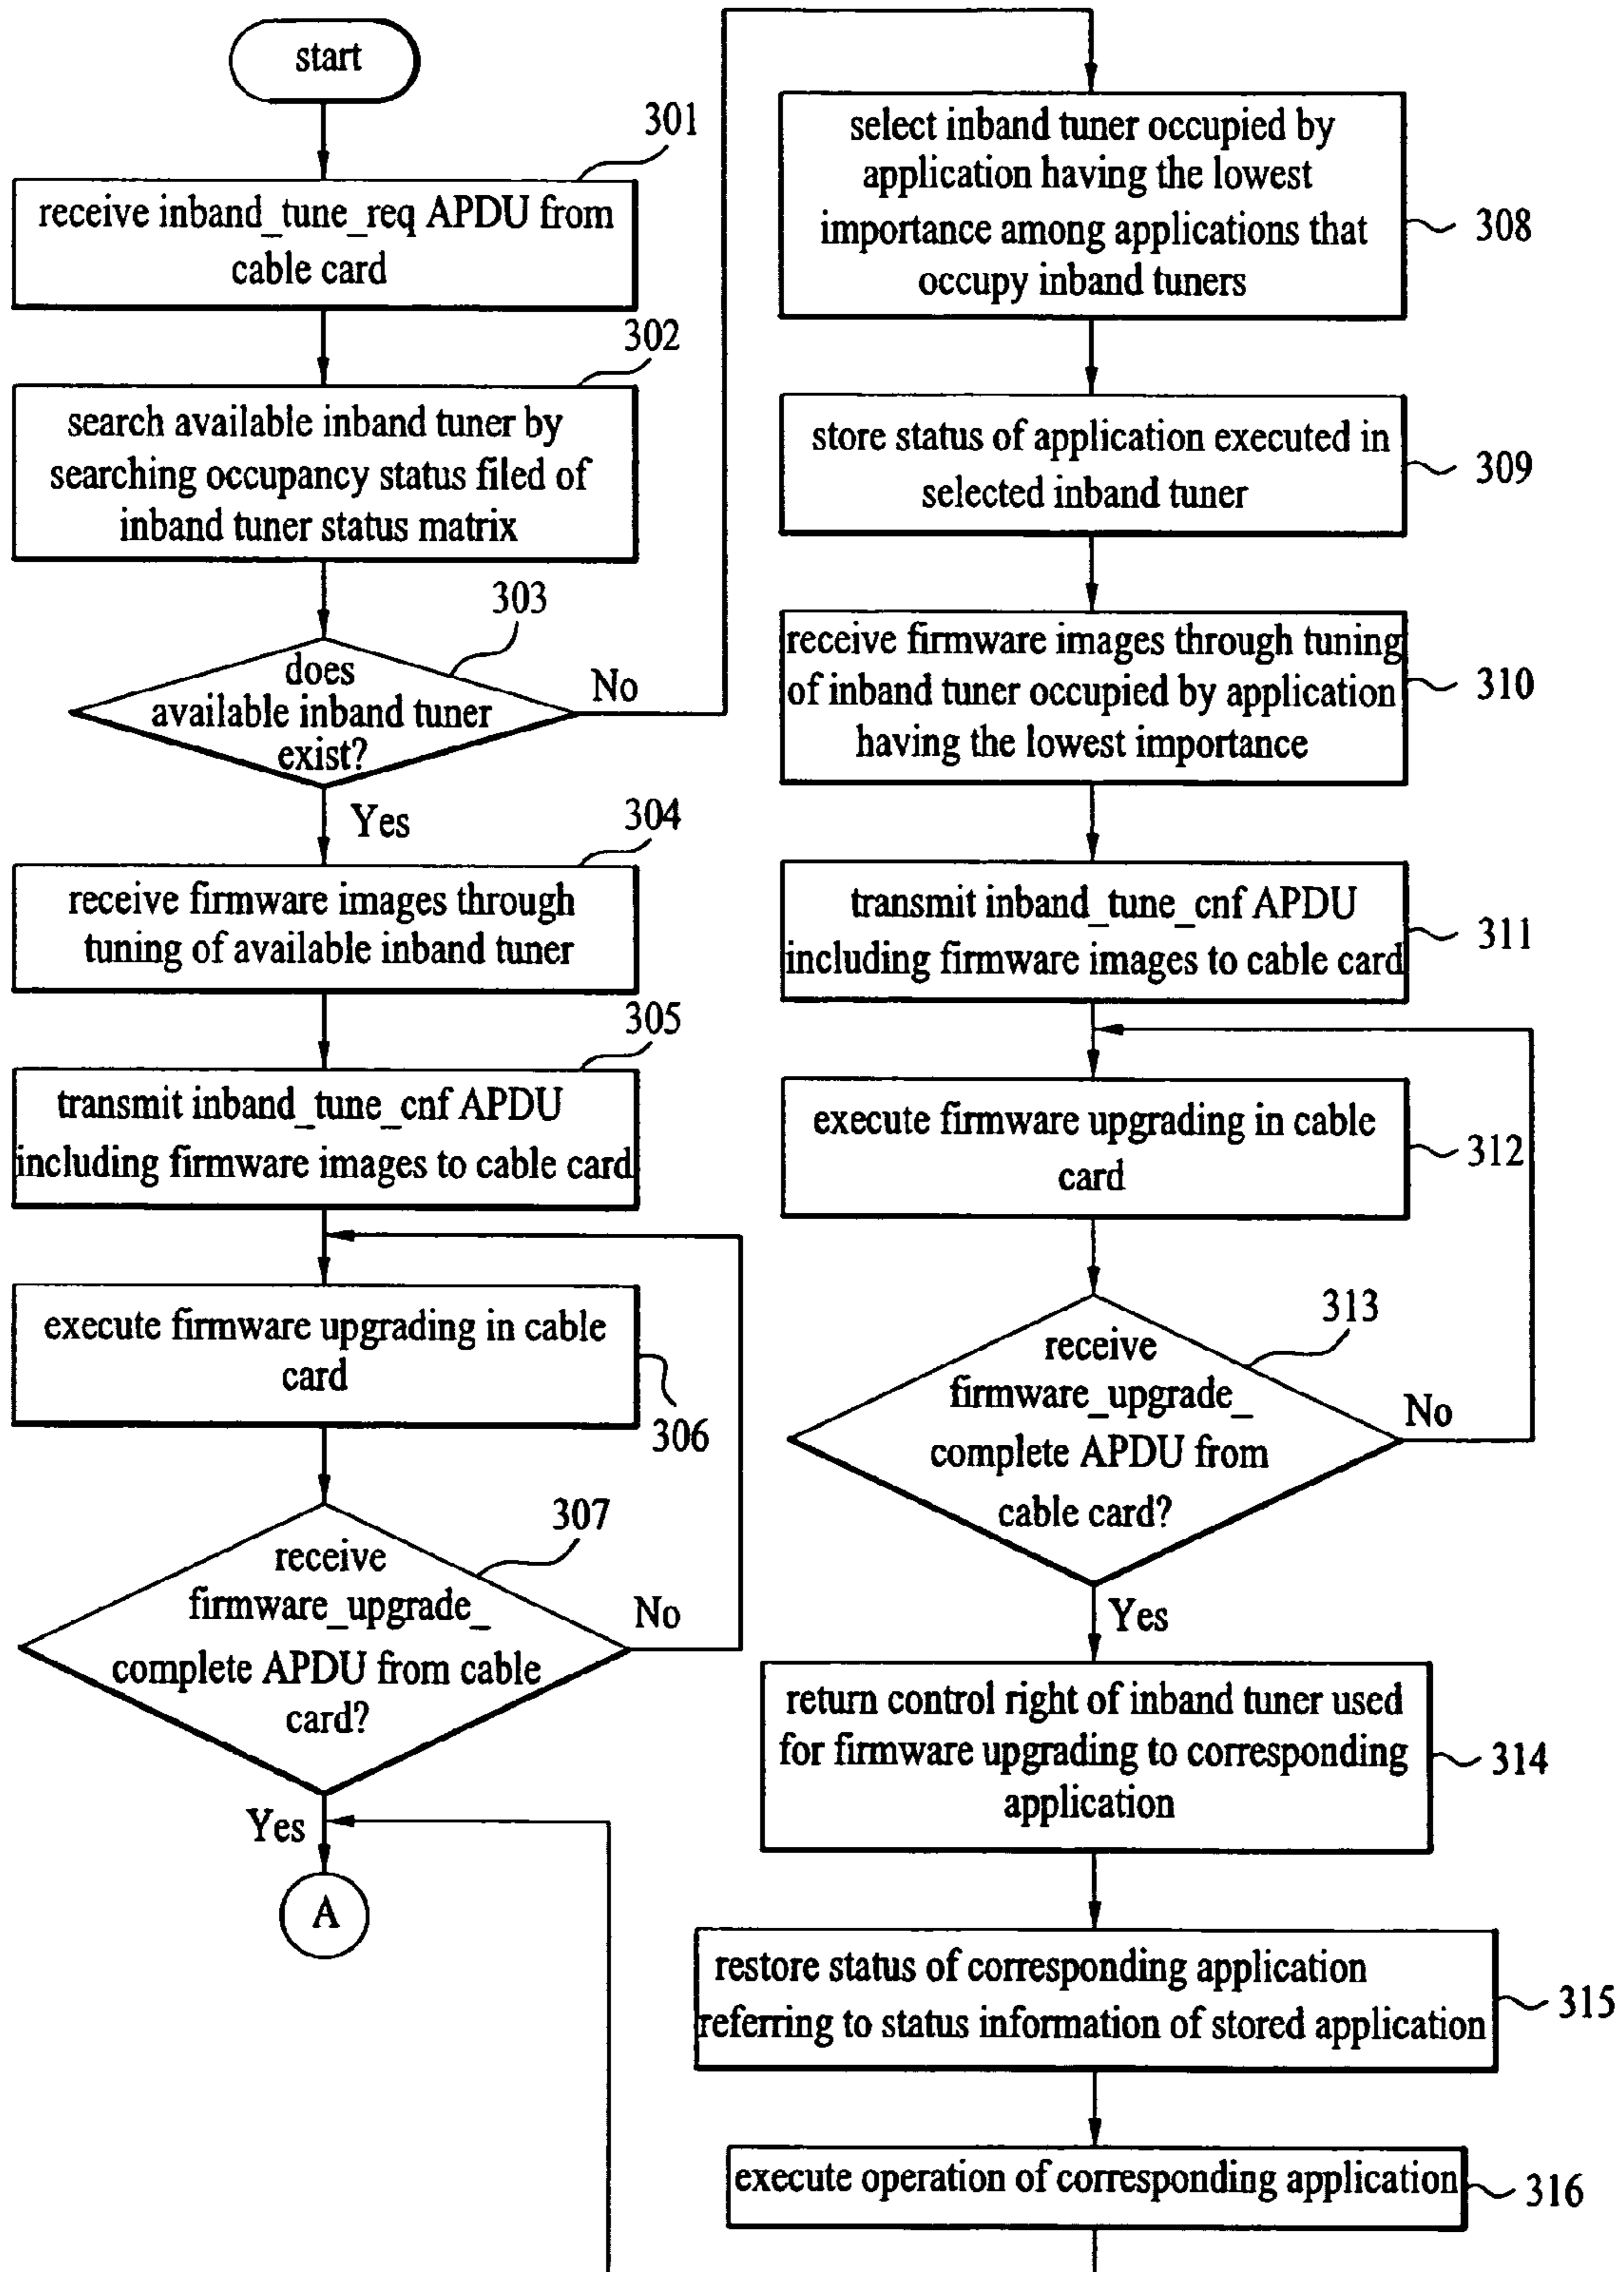 start
301
receive inband_tune_req APDU from
cable card
302
search available inband tuner by
searching occupancy status filed of
inband tuner status matrix
303
does
available inband tuner
exist?
No
Yes
304
receive firmware images through
tuning of available inband tuner
305
transmit inband_tune_cnf APDU
including firmware images to cable card
execute firmware upgrading in cable
card
306
307
receive
firmware_upgrade_
complete APDU from cable
card?
No
Yes
A
select inband tuner occupied by
application having the lowest
importance among applications that
occupy inband tuners
308
store status of application executed in
selected inband tuner
309
receive firmware images through tuning
of inband tuner occupied by application
having the lowest importance
310
transmit inband_tune_cnf APDU
including firmware images to cable card
311
execute firmware upgrading in cable
card
312
313
receive
firmware_upgrade_
complete APDU from
cable card?
No
Yes
return control right of inband tuner used
for firmware upgrading to corresponding
application
314
restore status of corresponding application
referring to status information of stored application
315
execute operation of corresponding application
316